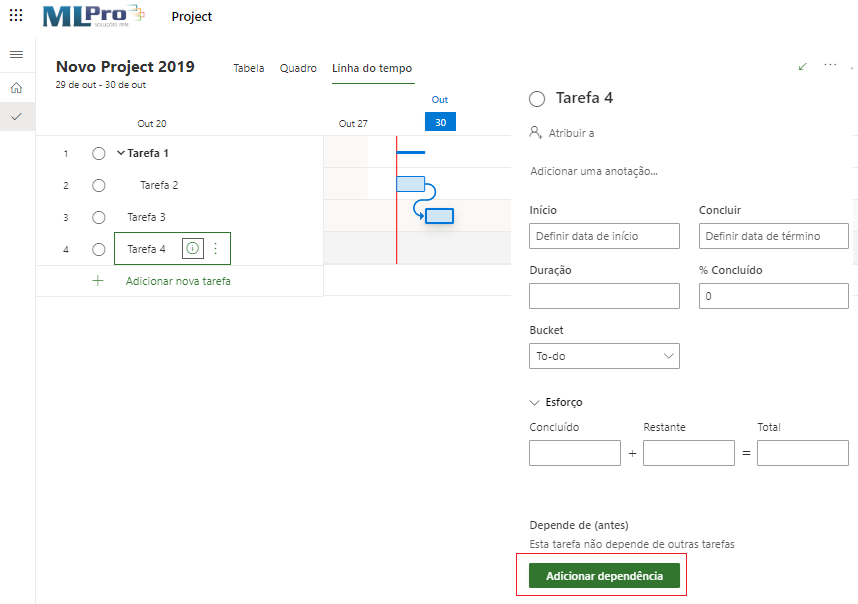 MLPro
SOLUÇÕES PPM
Project
Novo Project 2019
29 de out - 30 de out
Tabela
Quadro
Linha do tempo
Out
Out 20
Out 27
30
1
Tarefa 1
2
Tarefa 2
3
Tarefa 3
4
Tarefa 4
Adicionar nova tarefa
Tarefa 4
Atribuir a
Adicionar uma anotação...
Início
Concluir
Definir data de início
Definir data de término
Duração
% Concluído
0
Bucket
To-do
Esforço
Concluído
Restante
Total
+
=
Depende de (antes)
Esta tarefa não depende de outras tarefas
Adicionar dependência